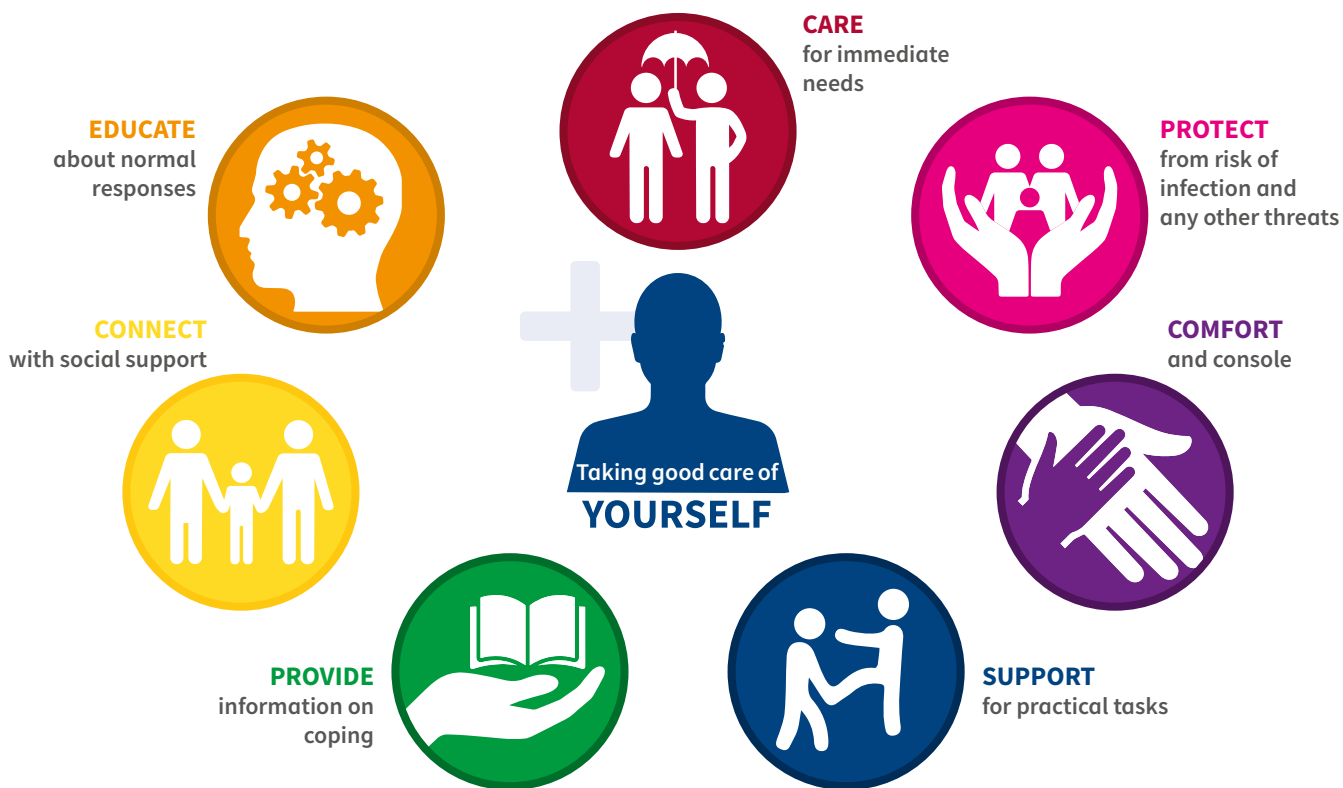 CARE
for immediate
needs
PROTECT
from risk of
infection and
any other threats
COMFORT
and console
SUPPORT
for practical tasks
PROVIDE
information on
coping
CONNECT
with social support
EDUCATE
about normal
responses
Taking good care of
YOURSELF